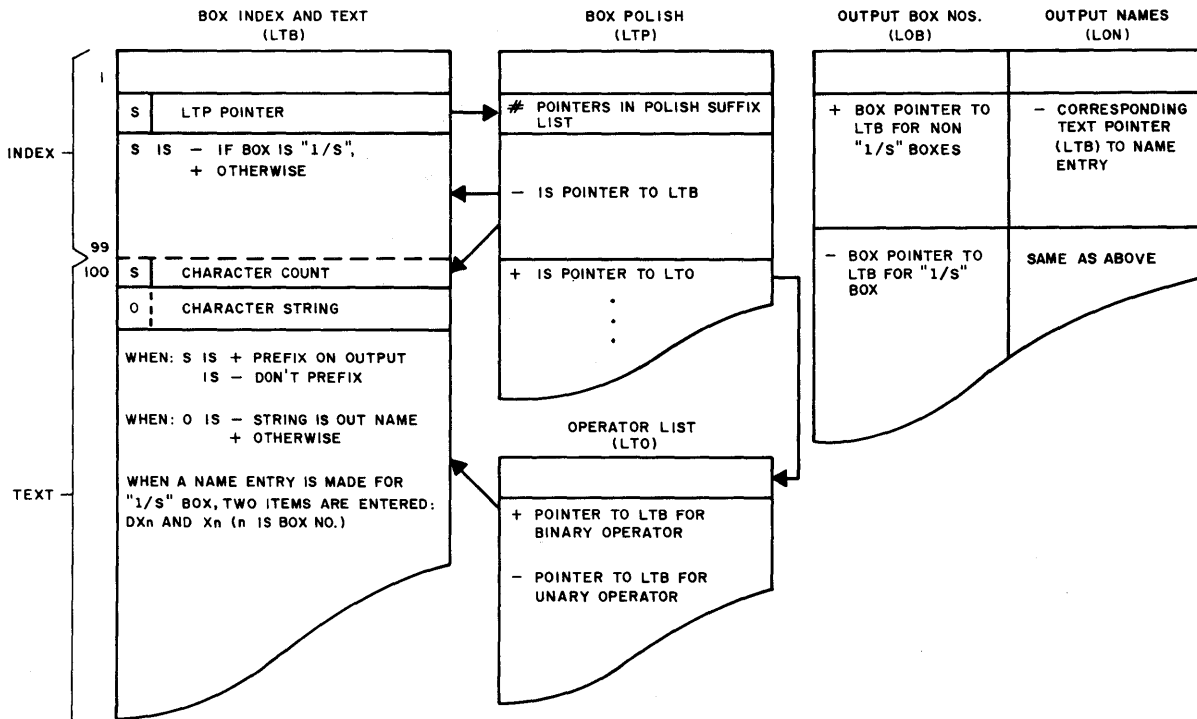 BOX INDEX AND TEXT
(LTB)
INDEX
1
S LTP POINTER
S IS – IF BOX IS "1/S",
+ OTHERWISE
99
100
S CHARACTER COUNT
O CHARACTER STRING
TEXT
WHEN: S IS + PREFIX ON OUTPUT
IS – DON'T PREFIX
WHEN: O IS – STRING IS OUT NAME
+ OTHERWISE
WHEN A NAME ENTRY IS MADE FOR
"1/S" BOX, TWO ITEMS ARE ENTERED:
DXn AND Xn (n IS BOX NO.)
BOX POLISH
(LTP)
# POINTERS IN POLISH SUFFIX
LIST
– IS POINTER TO LTB
+ IS POINTER TO LTO
.
.
.
OPERATOR LIST
(LTO)
+ POINTER TO LTB FOR
BINARY OPERATOR
– POINTER TO LTB FOR
UNARY OPERATOR
OUTPUT BOX NOS.
(LOB)
+ BOX POINTER TO
LTB FOR NON
"1/S" BOXES
– BOX POINTER TO
LTB FOR "1/S"
BOX
OUTPUT NAMES
(LON)
– CORRESPONDING
TEXT POINTER
(LTB) TO NAME
ENTRY
SAME AS ABOVE